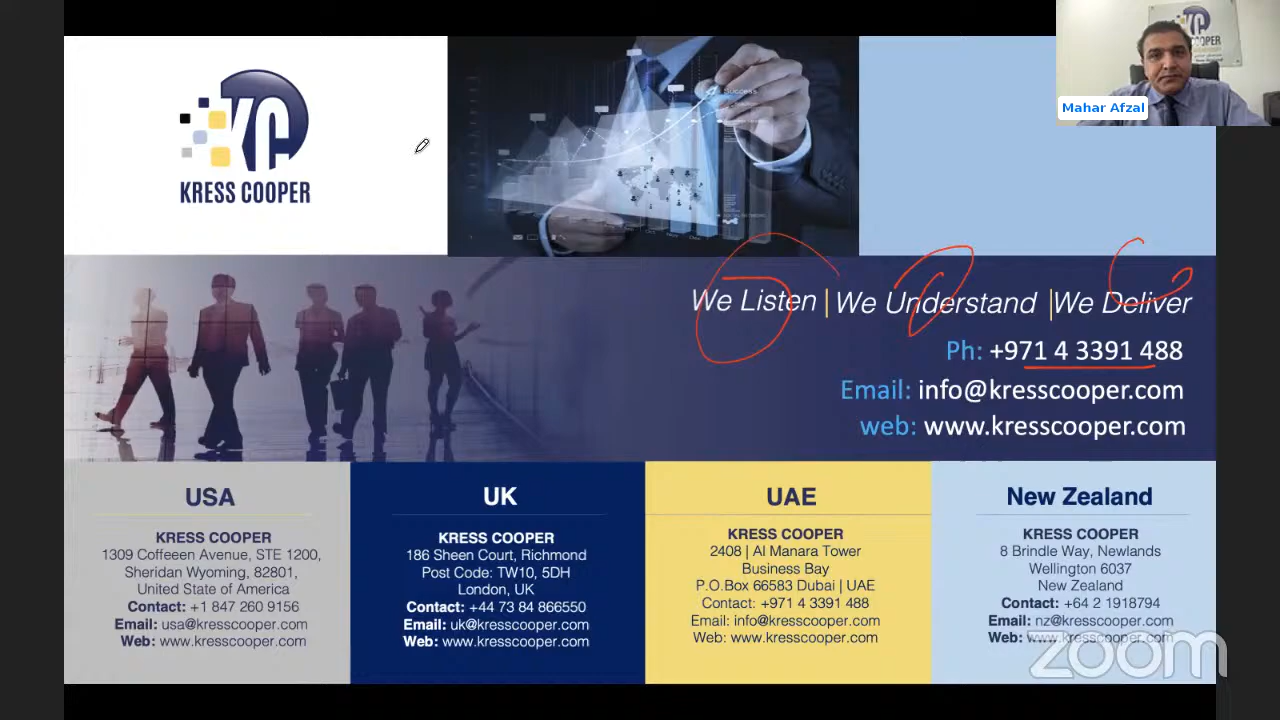 KC
KRESS COOPER
Success
KC
COOPER
Mahar Afzal
We Listen | We Understand | We Deliver
Ph: +971 4 3391 488
Email: info@kresscooper.com
web: www.kresscooper.com
USA
KRESS COOPER
1309 Coffeeen Avenue, STE 1200,
Sheridan Wyoming, 82801,
United State of America
Contact: +1 847 260 9156
Email: usa@kresscooper.com
Web: www.kresscooper.com
UK
KRESS COOPER
186 Sheen Court, Richmond
Post Code: TW10, 5DH
London, UK
Contact: +44 73 84 866550
Email: uk@kresscooper.com
Web: www.kresscooper.com
UAE
KRESS COOPER
2408 | Al Manara Tower
Business Bay
P.O.Box 66583 Dubai | UAE
Contact: +971 4 3391 488
Email: info@kresscooper.com
Web: www.kresscooper.com
New Zealand
KRESS COOPER
8 Brindle Way, Newlands
Wellington 6037
New Zealand
Contact: +64 2 1918794
Email: nz@kresscooper.com
Web: www.kresscooper.com
zoom